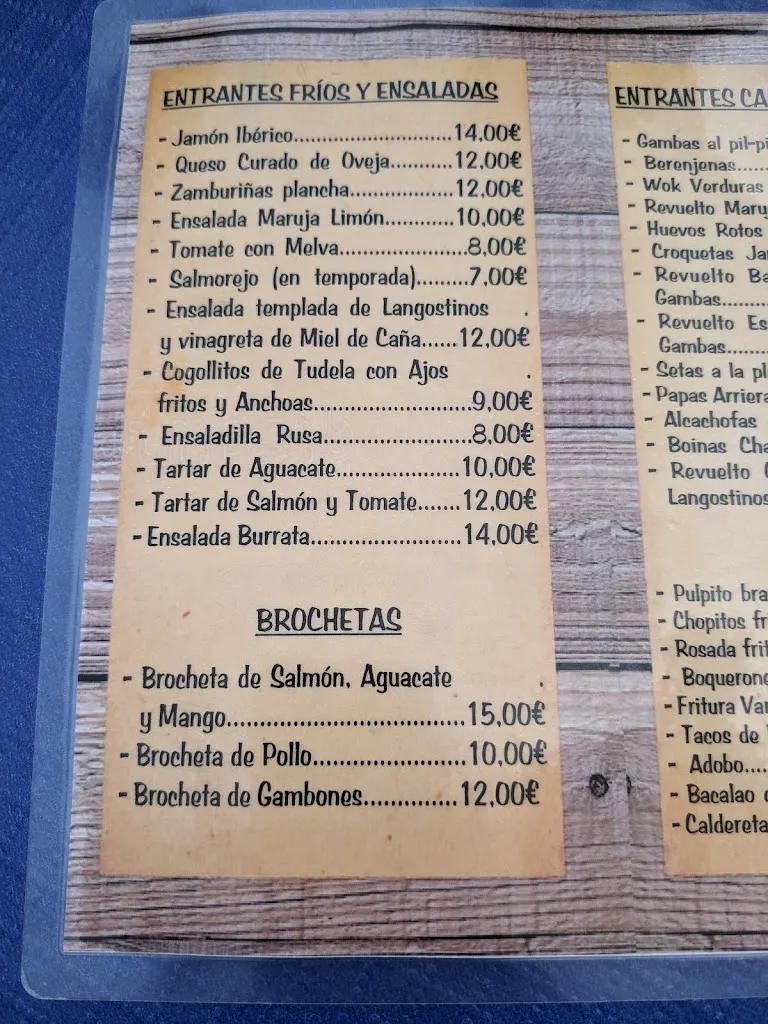 ENTRANTES FRÍOS Y ENSALADAS
- Jamón Ibérico..............................14,00€
- Queso Curado de Oveja..........12,00€
- Zamburiñas plancha....................12,00€
- Ensalada Maruja Limón.............10,00€
- Tomate con Melva........................8,00€
- Salmorejo (en temporada).........7,00€
- Ensalada templada de Langostinos .
y vinagreta de Miel de Caña......12,00€
- Cogollitos de Tudela con Ajos .
fritos y Anchoas..............................9,00€
- Ensaladilla Rusa............................8,00€
- Tartar de Aguacate.......................10,00€
- Tartar de Salmón y Tomate.......12,00€
- Ensalada Burrata............................14,00€
BROCHETAS
- Brocheta de Salmón, Aguacate .
y Mango............................................15,00€
- Brocheta de Pollo............................10,00€
- Brocheta de Gambones...............12,00€
ENTRANTES
- Gambas al
- Berenjenas......
- Wok Verduras
- Revuelto
- Huevos Rotos
- Croquetas
- Revuelto
Gambas.........
- Revuelto
Gambas........
- Setas a la
- Papas
- Alcachofas
- Boinas
- Revuelto
Langostinos
- Pulpito
- Chopitos
- Rosada
-
- Fritura
- Tacos de
- Adobo....
- Bacalao
- Caldereta